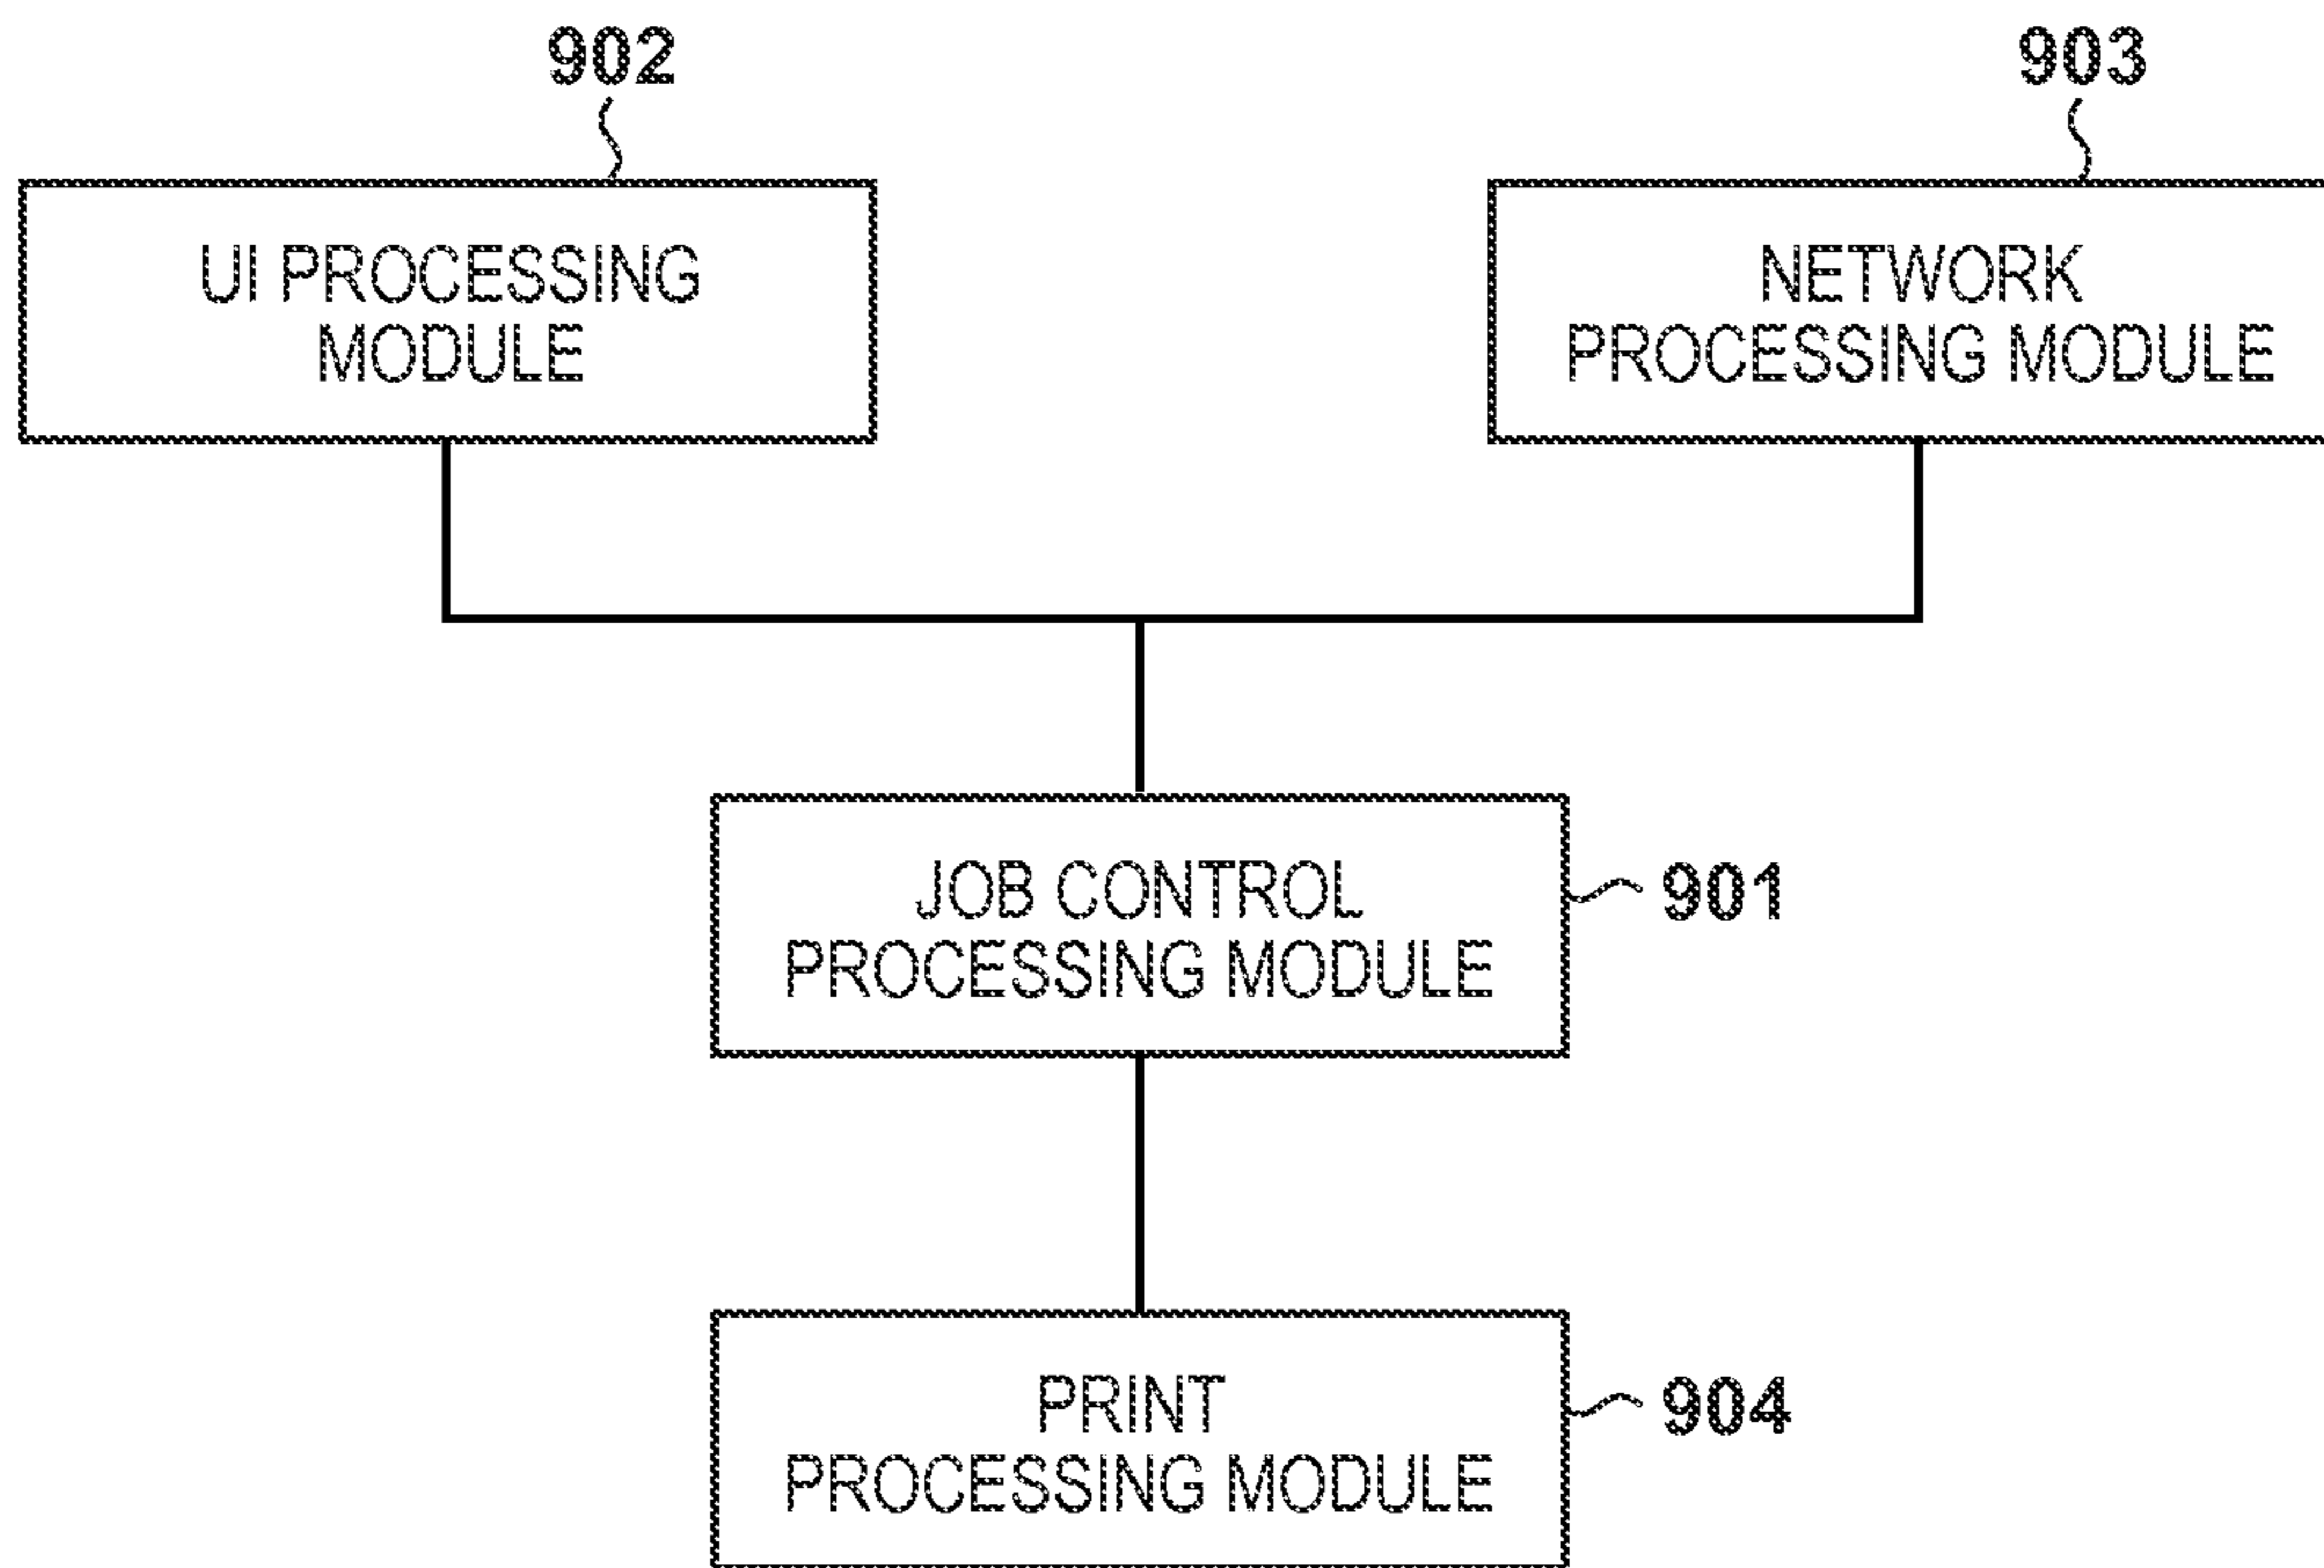 902
903
UI PROCESSING
MODULE
NETWORK
PROCESSING MODULE
JOB CONTROL
PROCESSING MODULE
901
PRINT
PROCESSING MODULE
904